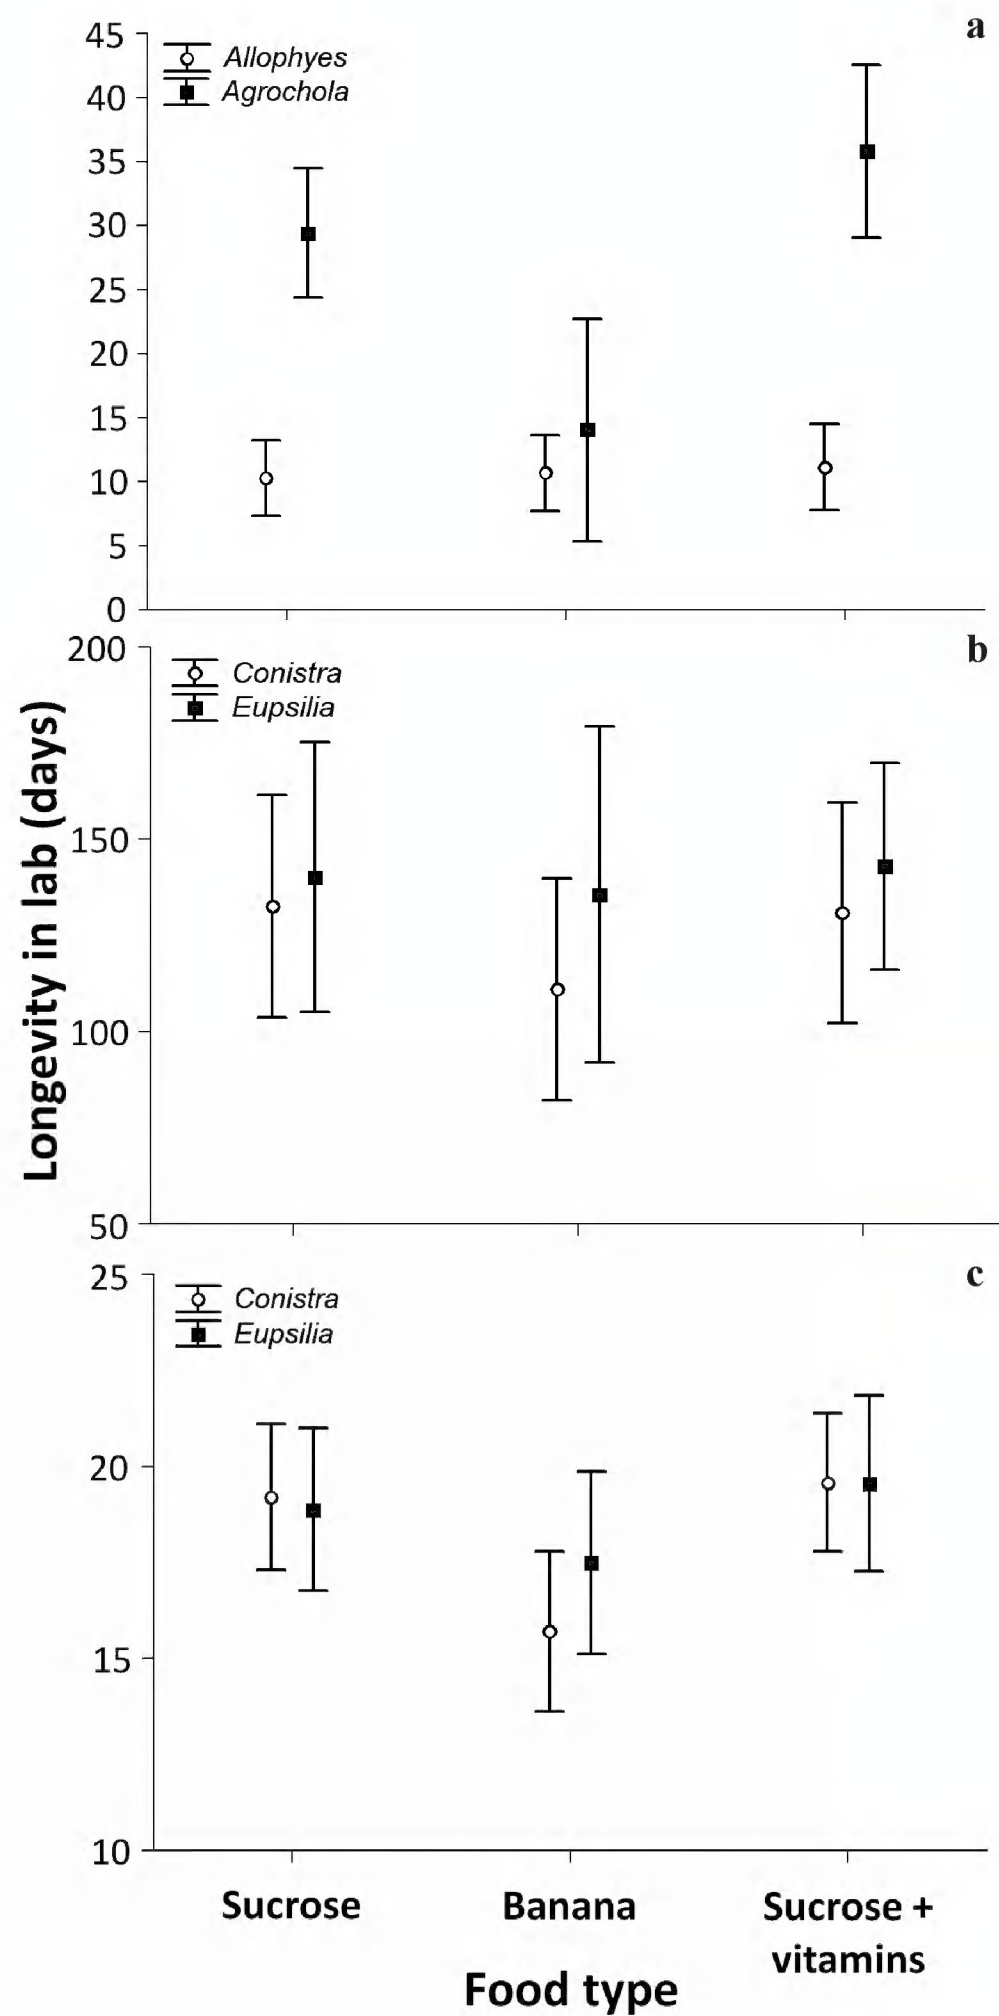 a
45
Allophyes
40
Agrochola
35
30
25
20
15
10
5
0
b
200
Conistra
Eupsilia
150
100
50
Longevity in lab (days)
c
25
Conistra
Eupsilia
20
15
10
Sucrose Banana Sucrose +
vitamins
Food type